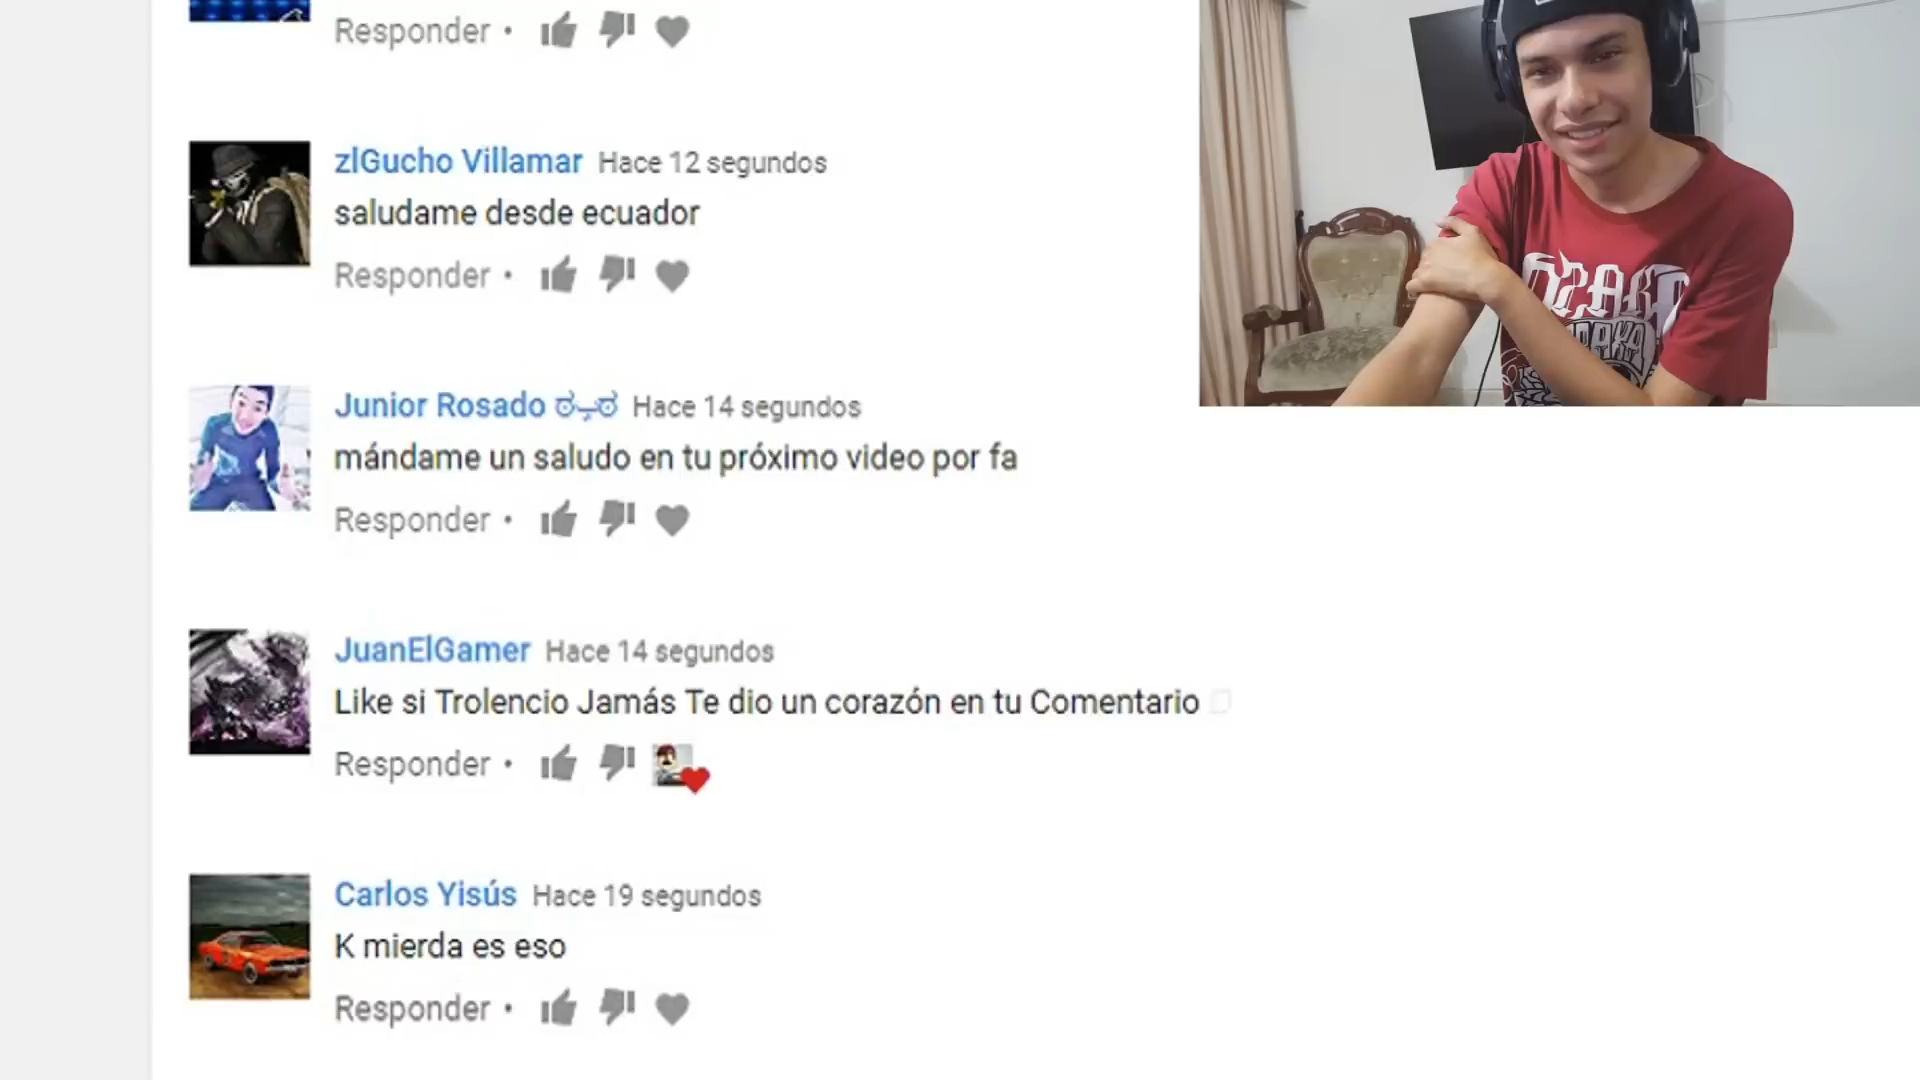 Responder •
zlGucho Villamar Hace 12 segundos
saludame desde ecuador
Responder •
Junior Rosado ಠ⌣ಠ Hace 14 segundos
mándame un saludo en tu próximo video por fa
Responder •
JuanElGamer Hace 14 segundos
Like si Trolencio Jamás Te dio un corazón en tu Comentario
Responder •
Carlos Yisús Hace 19 segundos
K mierda es eso
Responder •